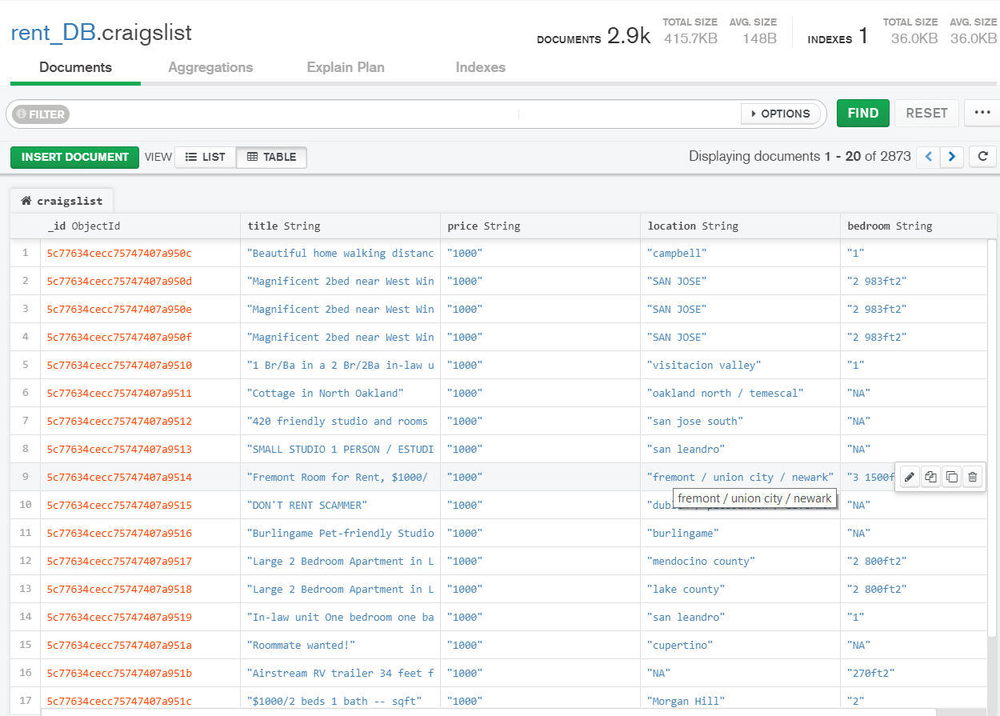 rent_DB.craigslist
DOCUMENTS 2.9k TOTAL SIZE 415.7KB AVG. SIZE 148B INDEXES 1 TOTAL SIZE 36.0KB AVG. SIZE 36.0KB
Documents Aggregations Explain Plan Indexes
FILTER OPTIONS FIND RESET ...
INSERT DOCUMENT VIEW LIST TABLE Displaying documents 1 - 20 of 2873
craigslist
_id ObjectId title String price String location String bedroom String
1 5c77634cecc75747407a950c "Beautiful home walking distanc "1000" "campbell" "1"
2 5c77634cecc75747407a950d "Magnificent 2bed near West Win "1000" "SAN JOSE" "2 983ft2"
3 5c77634cecc75747407a950e "Magnificent 2bed near West Win "1000" "SAN JOSE" "2 983ft2"
4 5c77634cecc75747407a950f "Magnificent 2bed near West Win "1000" "SAN JOSE" "2 983ft2"
5 5c77634cecc75747407a9510 "1 Br/Ba in a 2 Br/2Ba in-law u "1000" "visitacion valley" "1"
6 5c77634cecc75747407a9511 "Cottage in North Oakland" "1000" "oakland north / temescal" "NA"
7 5c77634cecc75747407a9512 "420 friendly studio and rooms "1000" "san jose south" "NA"
8 5c77634cecc75747407a9513 "SMALL STUDIO 1 PERSON / ESTUDI "1000" "san leandro" "NA"
9 5c77634cecc75747407a9514 "Fremont Room for Rent, $1000/ "1000" "fremont / union city / newark" "3 1500f
fremont / union city / newark
10 5c77634cecc75747407a9515 "DON'T RENT SCAMMER" "1000" "NA"
11 5c77634cecc75747407a9516 "Burlingame Pet-friendly Studio "1000" "burlingame" "NA"
12 5c77634cecc75747407a9517 "Large 2 Bedroom Apartment in L "1000" "mendocino county" "2 800ft2"
13 5c77634cecc75747407a9518 "Large 2 Bedroom Apartment in L "1000" "lake county" "2 800ft2"
14 5c77634cecc75747407a9519 "In-law unit One bedroom one ba "1000" "san leandro" "1"
15 5c77634cecc75747407a951a "Roommate wanted!" "1000" "cupertino" "NA"
16 5c77634cecc75747407a951b "Airstream RV trailer 34 feet f "1000" "NA" "270ft2"
17 5c77634cecc75747407a951c "$1000/2 beds 1 bath -- sqft" "1000" "Morgan Hill" "2"